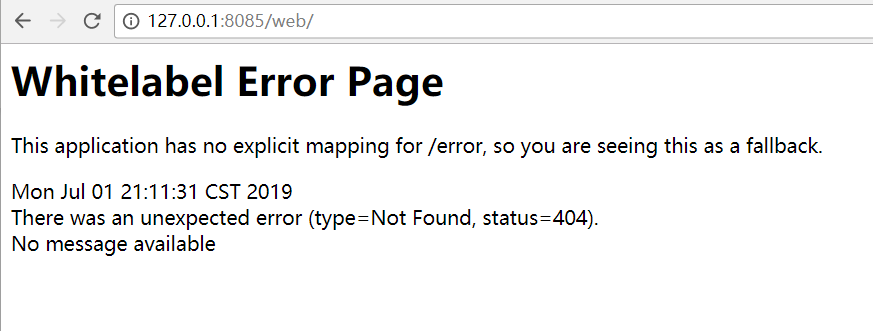 127.0.0.1:8085/web/
Whitelabel Error Page
This application has no explicit mapping for /error, so you are seeing this as a fallback.
Mon Jul 01 21:11:31 CST 2019
There was an unexpected error (type=Not Found, status=404).
No message available